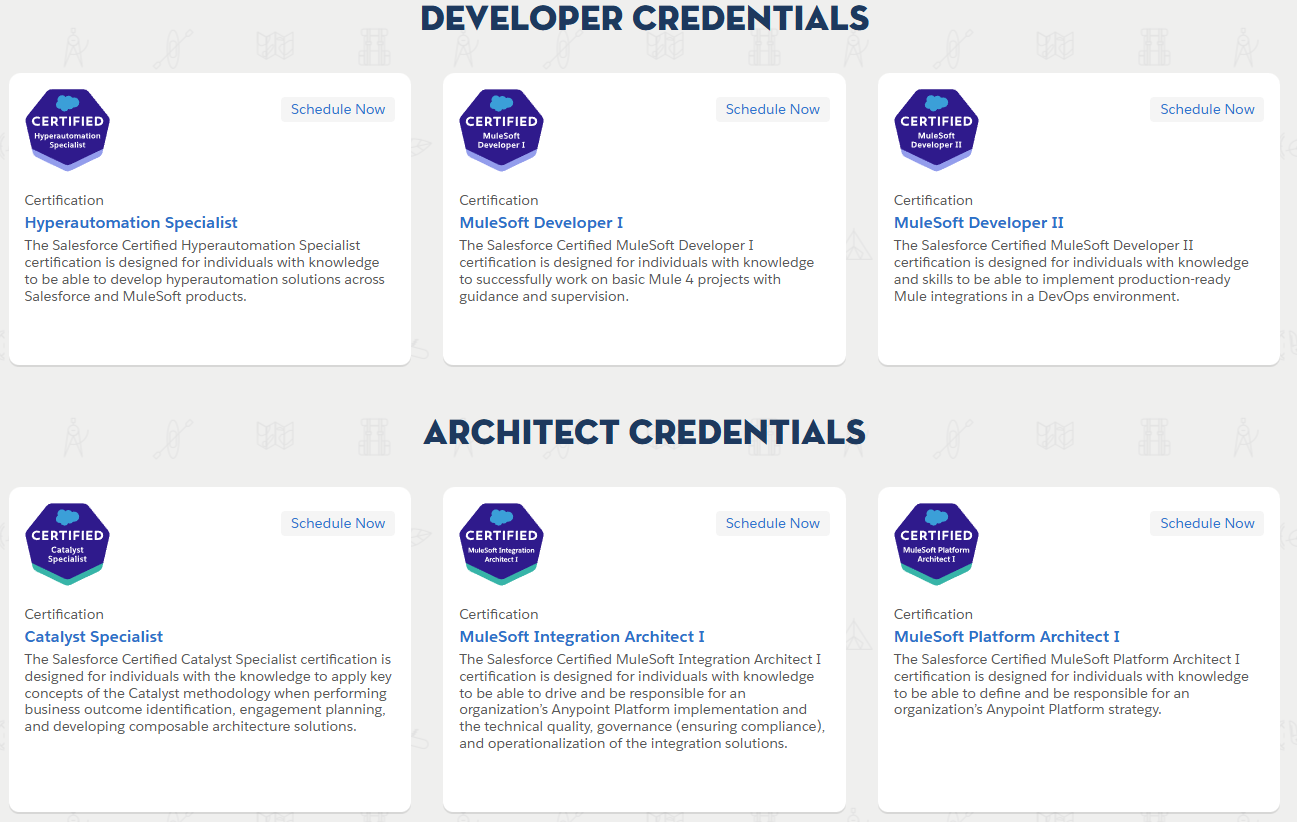 DEVELOPER CREDENTIALS
CERTIFIED
Hyperautomation
Specialist
Schedule Now
Certification
Hyperautomation Specialist
The Salesforce Certified Hyperautomation Specialist
certification is designed for individuals with knowledge
to be able to develop hyperautomation solutions across
Salesforce and MuleSoft products.
CERTIFIED
MuleSoft
Developer I
Schedule Now
Certification
MuleSoft Developer I
The Salesforce Certified MuleSoft Developer I
certification is designed for individuals with knowledge
to successfully work on basic Mule 4 projects with
guidance and supervision.
CERTIFIED
MuleSoft
Developer II
Schedule Now
Certification
MuleSoft Developer II
The Salesforce Certified MuleSoft Developer II
certification is designed for individuals with knowledge
and skills to be able to implement production-ready
Mule integrations in a DevOps environment.
ARCHITECT CREDENTIALS
CERTIFIED
Catalyst
Specialist
Schedule Now
Certification
Catalyst Specialist
The Salesforce Certified Catalyst Specialist certification is
designed for individuals with the knowledge to apply key
concepts of the Catalyst methodology when performing
business outcome identification, engagement planning,
and developing composable architecture solutions.
CERTIFIED
MuleSoft Integration
Architect I
Schedule Now
Certification
MuleSoft Integration Architect I
The Salesforce Certified MuleSoft Integration Architect I
certification is designed for individuals with knowledge
to be able to drive and be responsible for an
organization’s Anypoint Platform implementation and
the technical quality, governance (ensuring compliance),
and operationalization of the integration solutions.
CERTIFIED
MuleSoft Platform
Architect I
Schedule Now
Certification
MuleSoft Platform Architect I
The Salesforce Certified MuleSoft Platform Architect I
certification is designed for individuals with knowledge
to be able to define and be responsible for an
organization’s Anypoint Platform strategy.